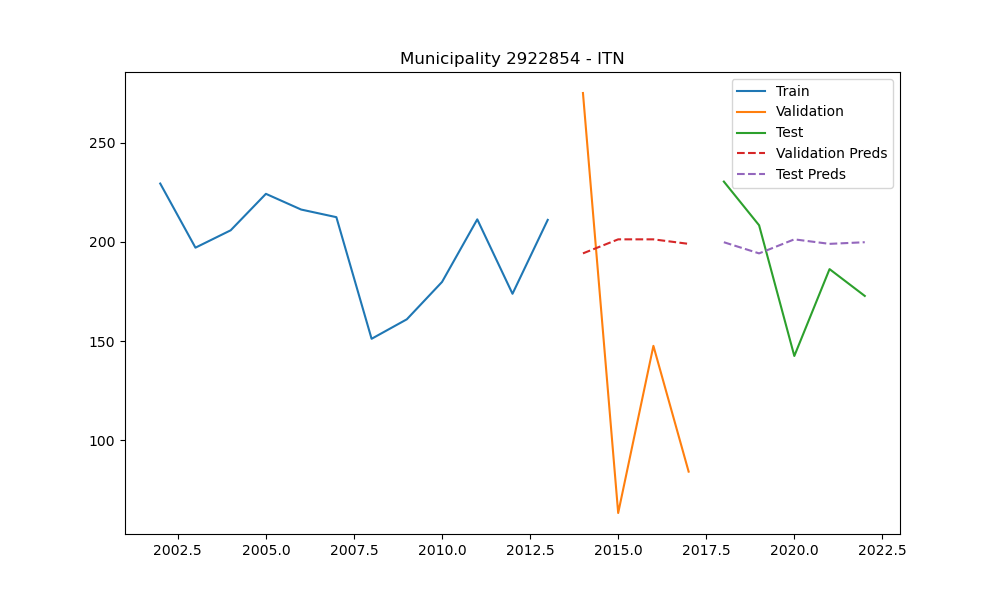 Municipality 2922854 - ITN
Train
Validation
Test
Validation Preds
Test Preds
250
200
150
100
2002.5 2005.0 2007.5 2010.0 2012.5 2015.0 2017.5 2020.0 2022.5